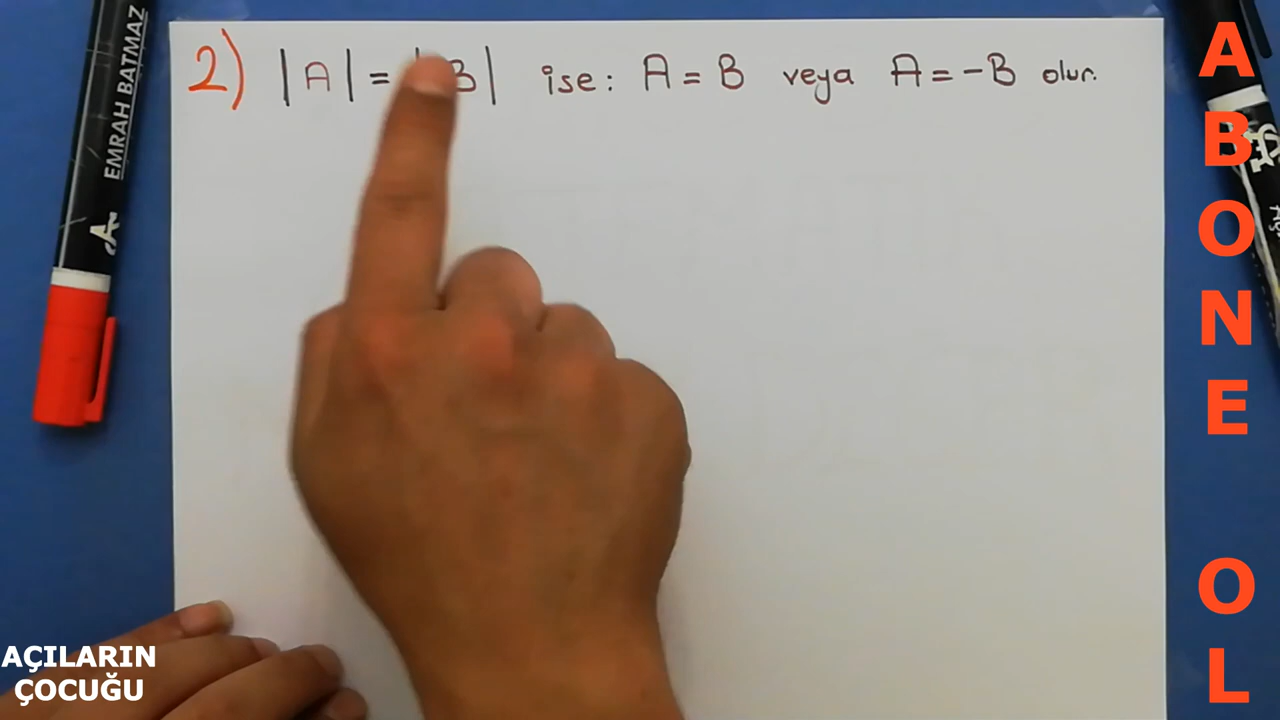 2) |A| = |B| ise: A = B veya A = -B olur.
EMRAH BATMAZ
A
ABONE OL
AÇILARIN
ÇOCUĞU